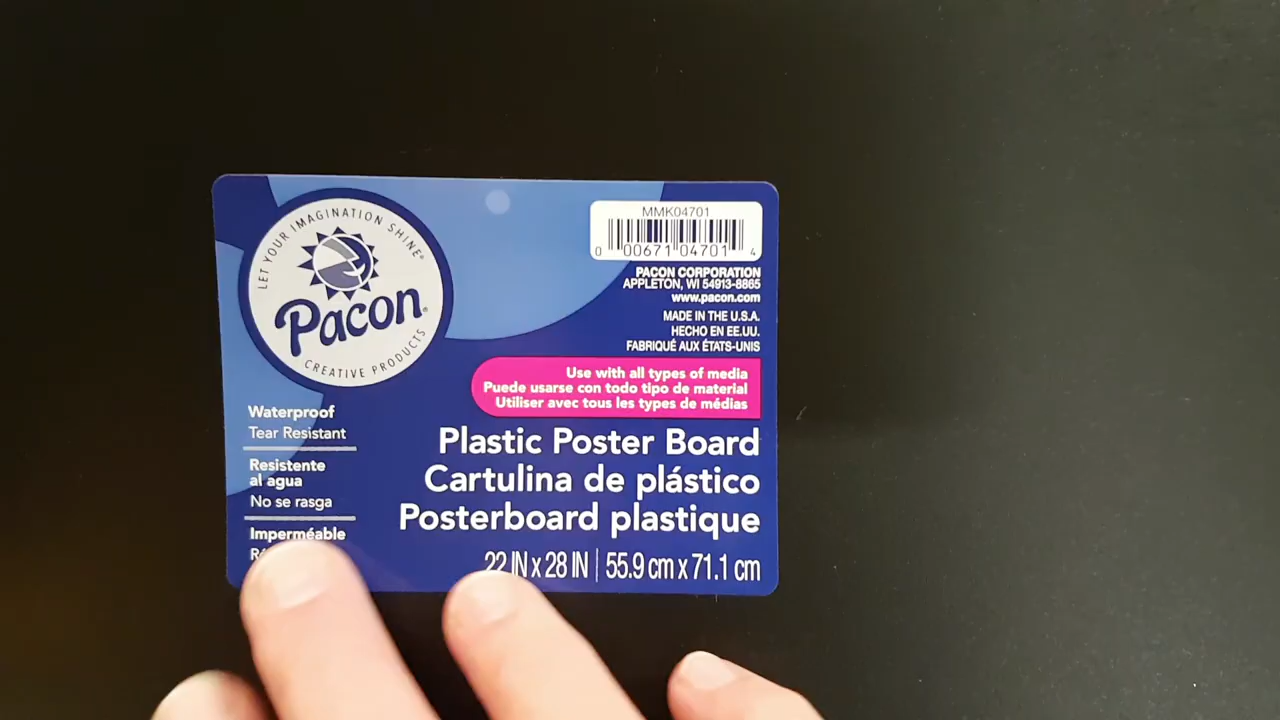 LET YOUR IMAGINATION SHINE®
Pacon®
CREATIVE PRODUCTS
MMK04701
0 00671 04701 4
PACON CORPORATION
APPLETON, WI 54913-8865
www.pacon.com
MADE IN THE U.S.A.
HECHO EN EE.UU.
FABRIQUÉ AUX ÉTATS-UNIS
Use with all types of media
Puede usarse con todo tipo de material
Utiliser avec tous les types de médias
Waterproof
Tear Resistant
Resistente
al agua
No se rasga
Imperméable
Plastic Poster Board
Cartulina de plástico
Posterboard plastique
22 IN x 28 IN | 55.9 cm x 71.1 cm